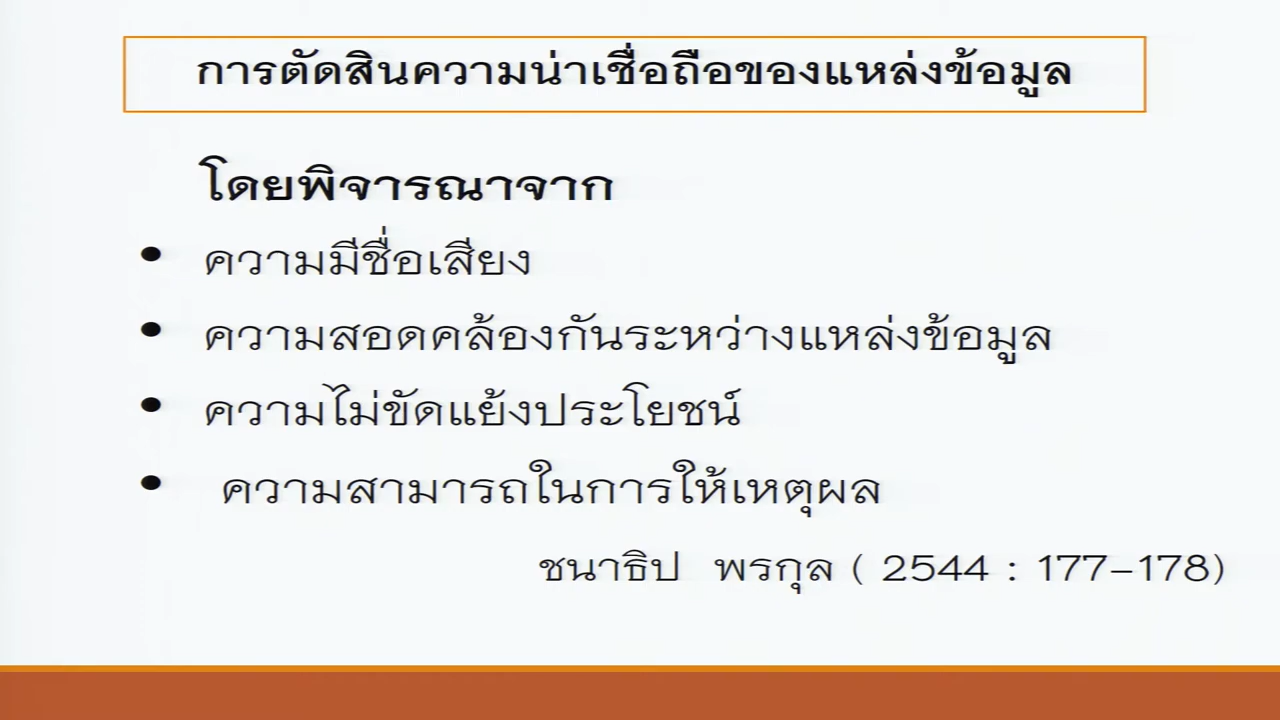 การตัดสินความน่าเชื่อถือของแหล่งข้อมูล
โดยพิจารณาจาก
• ความมีชื่อเสียง
• ความสอดคล้องกันระหว่างแหล่งข้อมูล
• ความไม่ขัดแย้งประโยชน์
• ความสามารถในการให้เหตุผล
ชนาธิป พรกุล ( 2544 : 177–178)